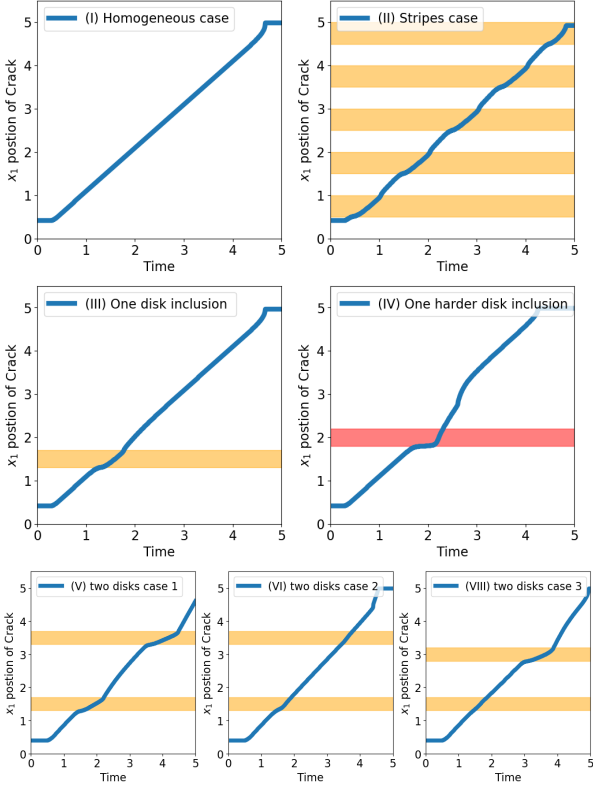 (I) Homogeneous case
x₁ postion of Crack
5
4
3
2
1
0
0 1 2 3 4 5
Time
(II) Stripes case
x₁ postion of Crack
5
4
3
2
1
0
0 1 2 3 4 5
Time
(III) One disk inclusion
x₁ postion of Crack
5
4
3
2
1
0
0 1 2 3 4 5
Time
(IV) One harder disk inclusion
x₁ postion of Crack
5
4
3
2
1
0
0 1 2 3 4 5
Time
(V) two disks case 1
x₁ postion of Crack
5
4
3
2
1
0
0 1 2 3 4 5
Time
(VI) two disks case 2
x₁ postion of Crack
5
4
3
2
1
0
0 1 2 3 4 5
Time
(VIII) two disks case 3
x₁ postion of Crack
5
4
3
2
1
0
0 1 2 3 4 5
Time